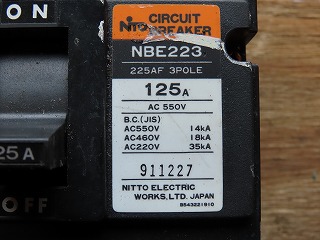 ON
NITTO CIRCUIT
BREAKER
NBE223
225AF 3POLE
125A
AC 550V
B.C.(JIS)
AC550V 14kA
AC460V 18kA
AC220V 35kA
25A
911227
NITTO ELECTRIC
WORKS,LTD. JAPAN
OFF